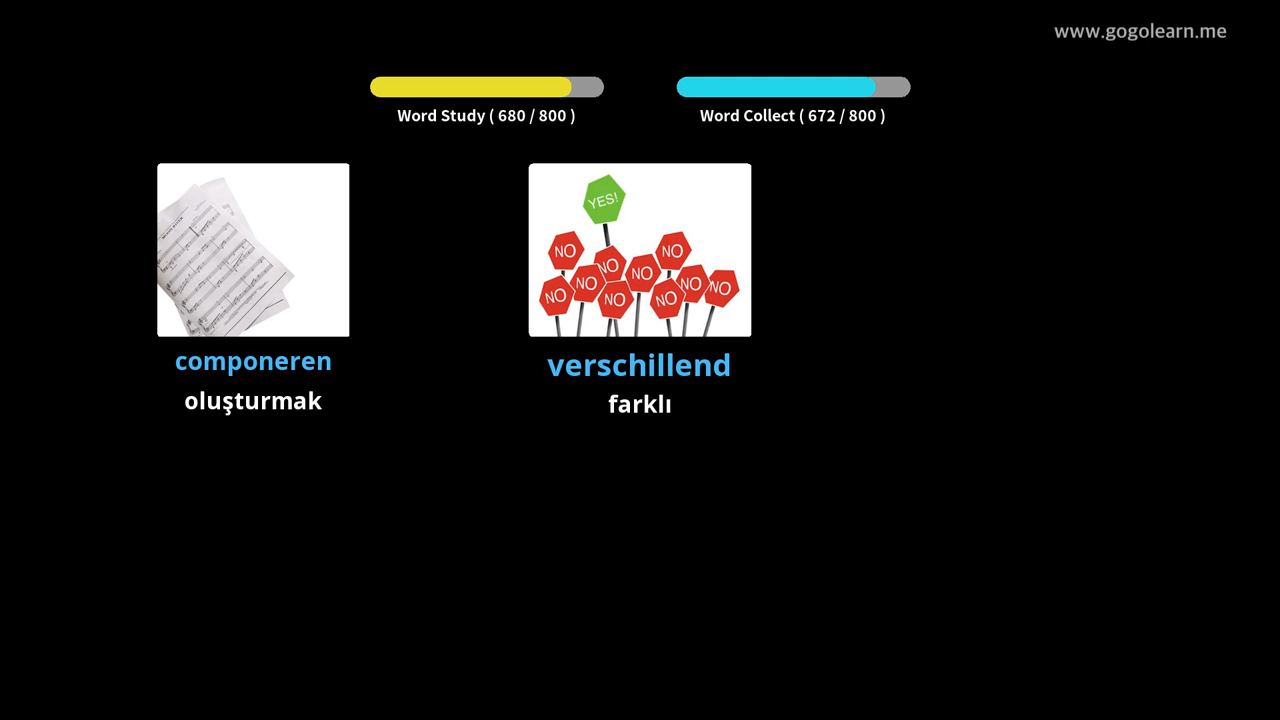 www.gogolearn.me
Word Study ( 680 / 800 )
Word Collect ( 672 / 800 )
YES!
NO
NO
NO
NO
NO
NO
NO
NO
NO
NO
componeren
verschillend
oluşturmak
farklı